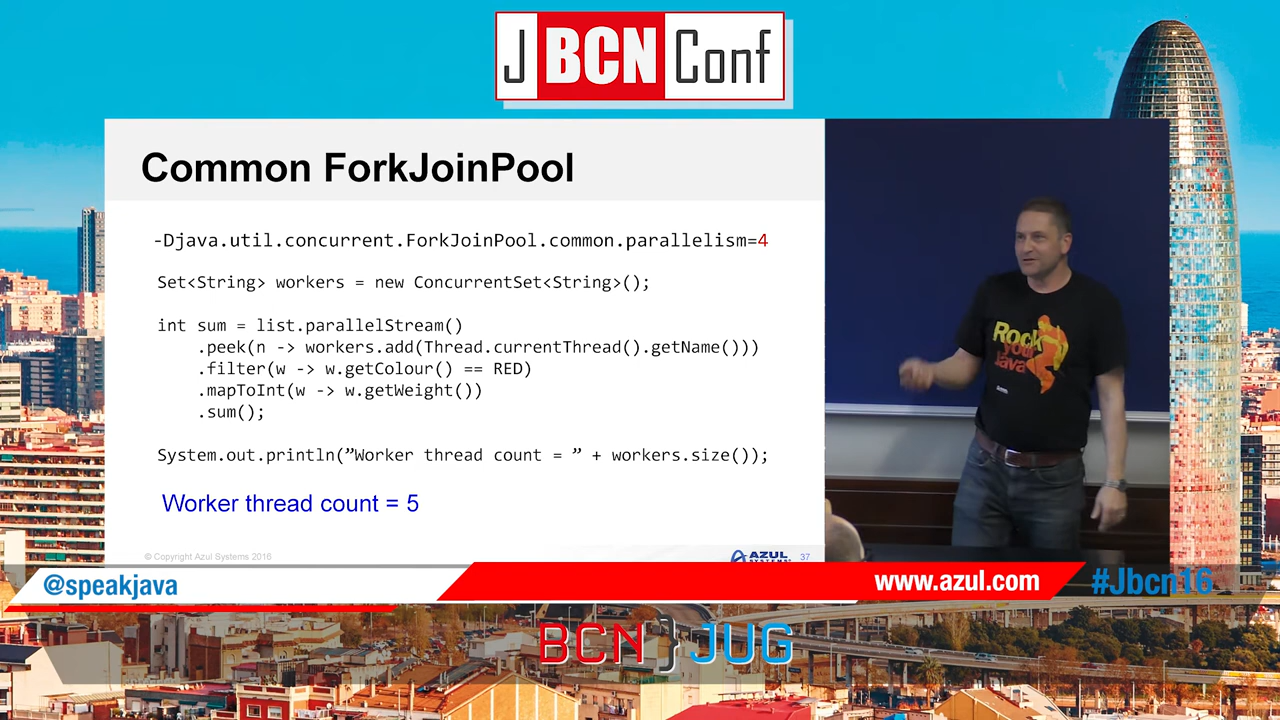 J BCN Conf
Common ForkJoinPool
-Djava.util.concurrent.ForkJoinPool.common.parallelism=4
Set<String> workers = new ConcurrentSet<String>();
int sum = list.parallelStream()
.peek(n -> workers.add(Thread.currentThread().getName()))
.filter(w -> w.getColour() == RED)
.mapToInt(w -> w.getWeight())
.sum();
System.out.println(”Worker thread count = ” + workers.size());
Worker thread count = 5
© Copyright Azul Systems 2016
AZUL
SYSTEMS
37
Rock
Your
Java
@speakjava
www.azul.com
#Jbcn16
BCN JUG